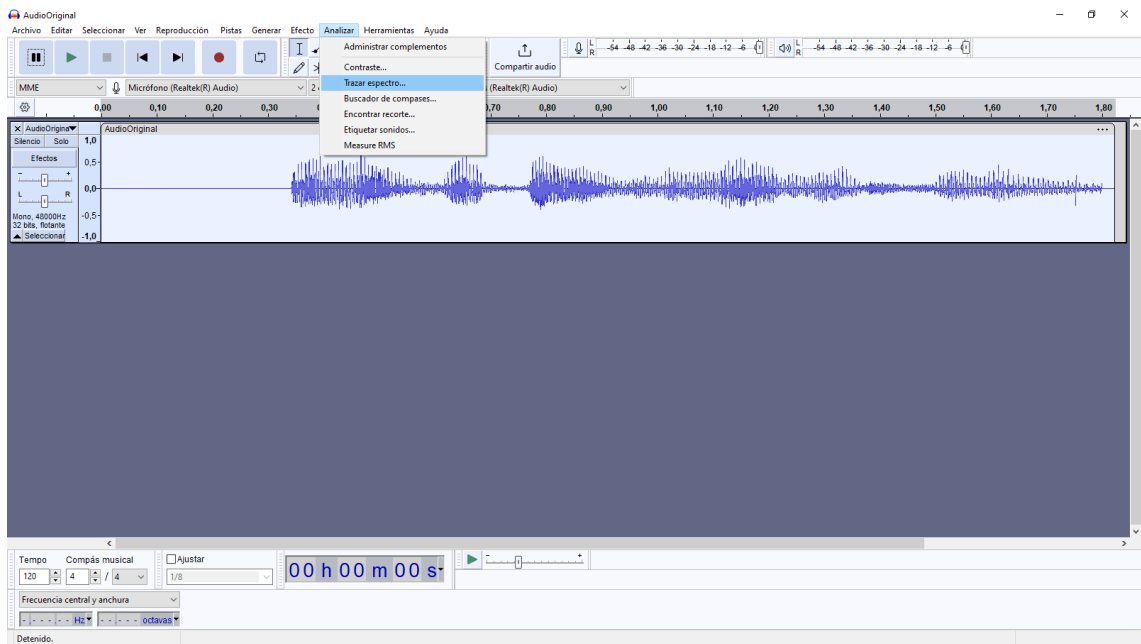 AudioOriginal
Archivo Editar Seleccionar Ver Reproducción Pistas Generar Efecto Analizar Herramientas Ayuda
Administrar complementos
Contraste...
Trazar espectro...
Buscador de compases...
Encontrar recorte...
Etiquetar sonidos...
Measure RMS
Compartir audio
L
R
-54 -48 -42 -36 -30 -24 -18 -12 -6 0
L
R
-54 -48 -42 -36 -30 -24 -18 -12 -6 0
MME
Micrófono (Realtek(R) Audio)
2
(Realtek(R) Audio)
0,00 0,10 0,20 0,30 0,70 0,80 0,90 1,00 1,10 1,20 1,30 1,40 1,50 1,60 1,70 1,80
AudioOrigina
AudioOriginal
Silencio Solo
Efectos
- +
L R
Mono, 48000Hz
32 bits, flotante
Seleccionar
1,0
0,5-
0,0-
-0,5-
-1,0
Tempo Compás musical
120 4 / 4
Ajustar
1/8
00 h 00 m 00 s
- +
Frecuencia central y anchura
Hz
octavas
Detenido.